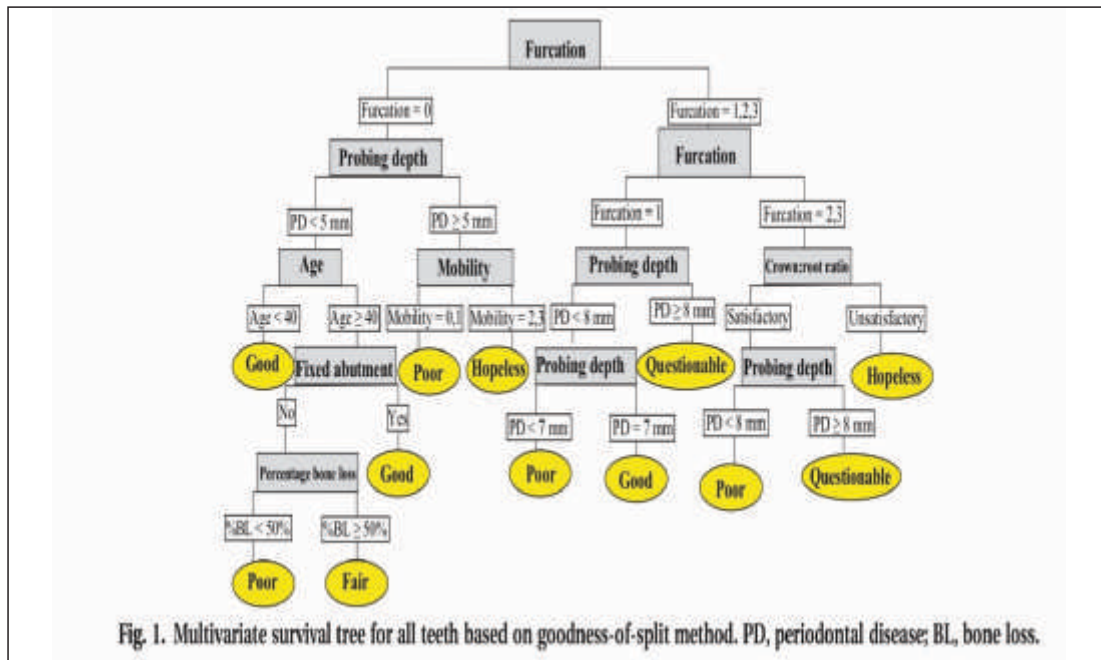 Furcation
Furcation = 0
Furcation = 1,2,3
Probing depth
Furcation
PD < 5 mm
PD ≥ 5 mm
Furcation = 1
Furcation = 2,3
Age
Mobility
Probing depth
Crown:root ratio
Age < 40
Age ≥ 40
Mobility = 0,1
Mobility = 2,3
PD < 8 mm
PD ≥ 8 mm
Satisfactory
Unsatisfactory
Good
Fixed abutment
Poor
Hopeless
Probing depth
Questionable
Probing depth
Hopeless
No
Yes
PD < 7 mm
PD = 7 mm
PD < 8 mm
PD ≥ 8 mm
Percentage bone loss
Good
Poor
Good
Poor
Questionable
%BL < 50%
%BL ≥ 50%
Poor
Fair
Fig. 1. Multivariate survival tree for all teeth based on goodness-of-split method. PD, periodontal disease; BL, bone loss.